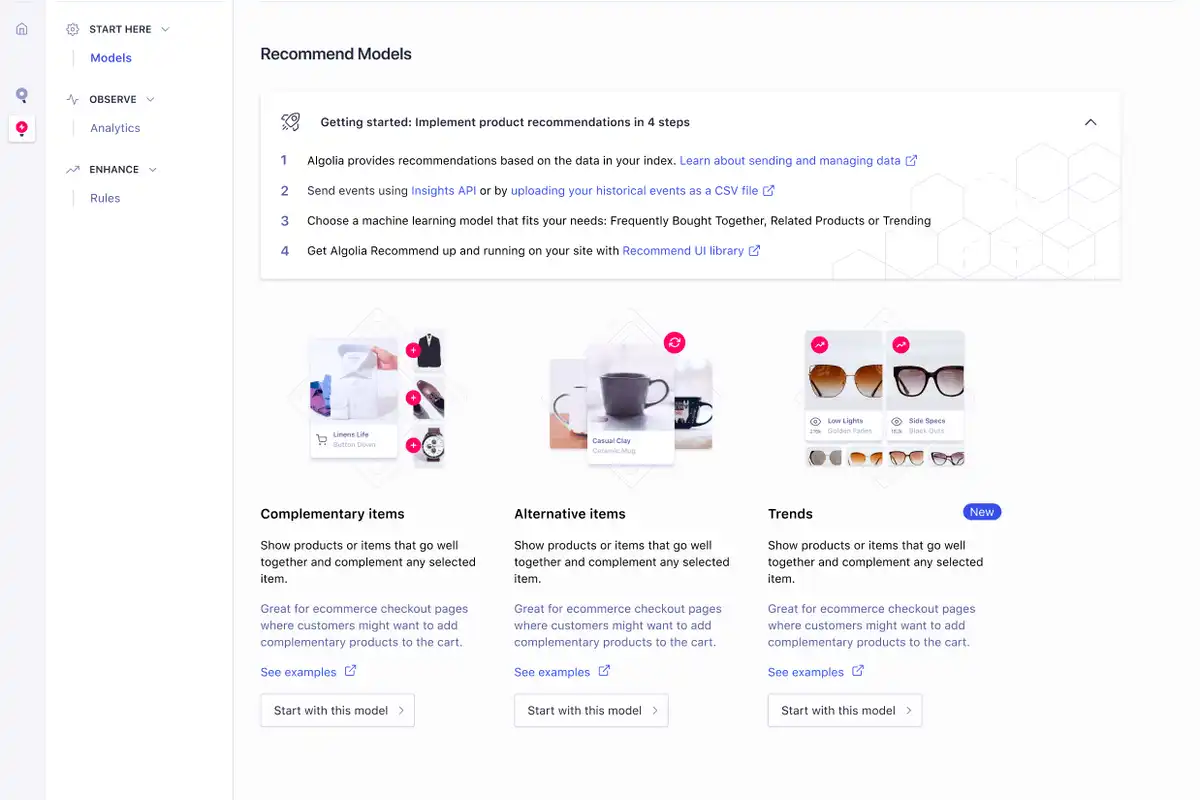 START HERE
Models
OBSERVE
Analytics
ENHANCE
Rules
Recommend Models
Getting started: Implement product recommendations in 4 steps
1 Algolia provides recommendations based on the data in your index. Learn about sending and managing data
2 Send events using Insights API or by uploading your historical events as a CSV file
3 Choose a machine learning model that fits your needs: Frequently Bought Together, Related Products or Trending
4 Get Algolia Recommend up and running on your site with Recommend UI library
Linens Life
Button Down
Casual Clay
Ceramic Mug
Low Lights
Golden Fades
Side Specs
Black Outs
Complementary items
Show products or items that go well
together and complement any selected
item.
Great for ecommerce checkout pages
where customers might want to add
complementary products to the cart.
See examples
Start with this model
Alternative items
Show products or items that go well
together and complement any selected
item.
Great for ecommerce checkout pages
where customers might want to add
complementary products to the cart.
See examples
Start with this model
Trends New
Show products or items that go well
together and complement any selected
item.
Great for ecommerce checkout pages
where customers might want to add
complementary products to the cart.
See examples
Start with this model